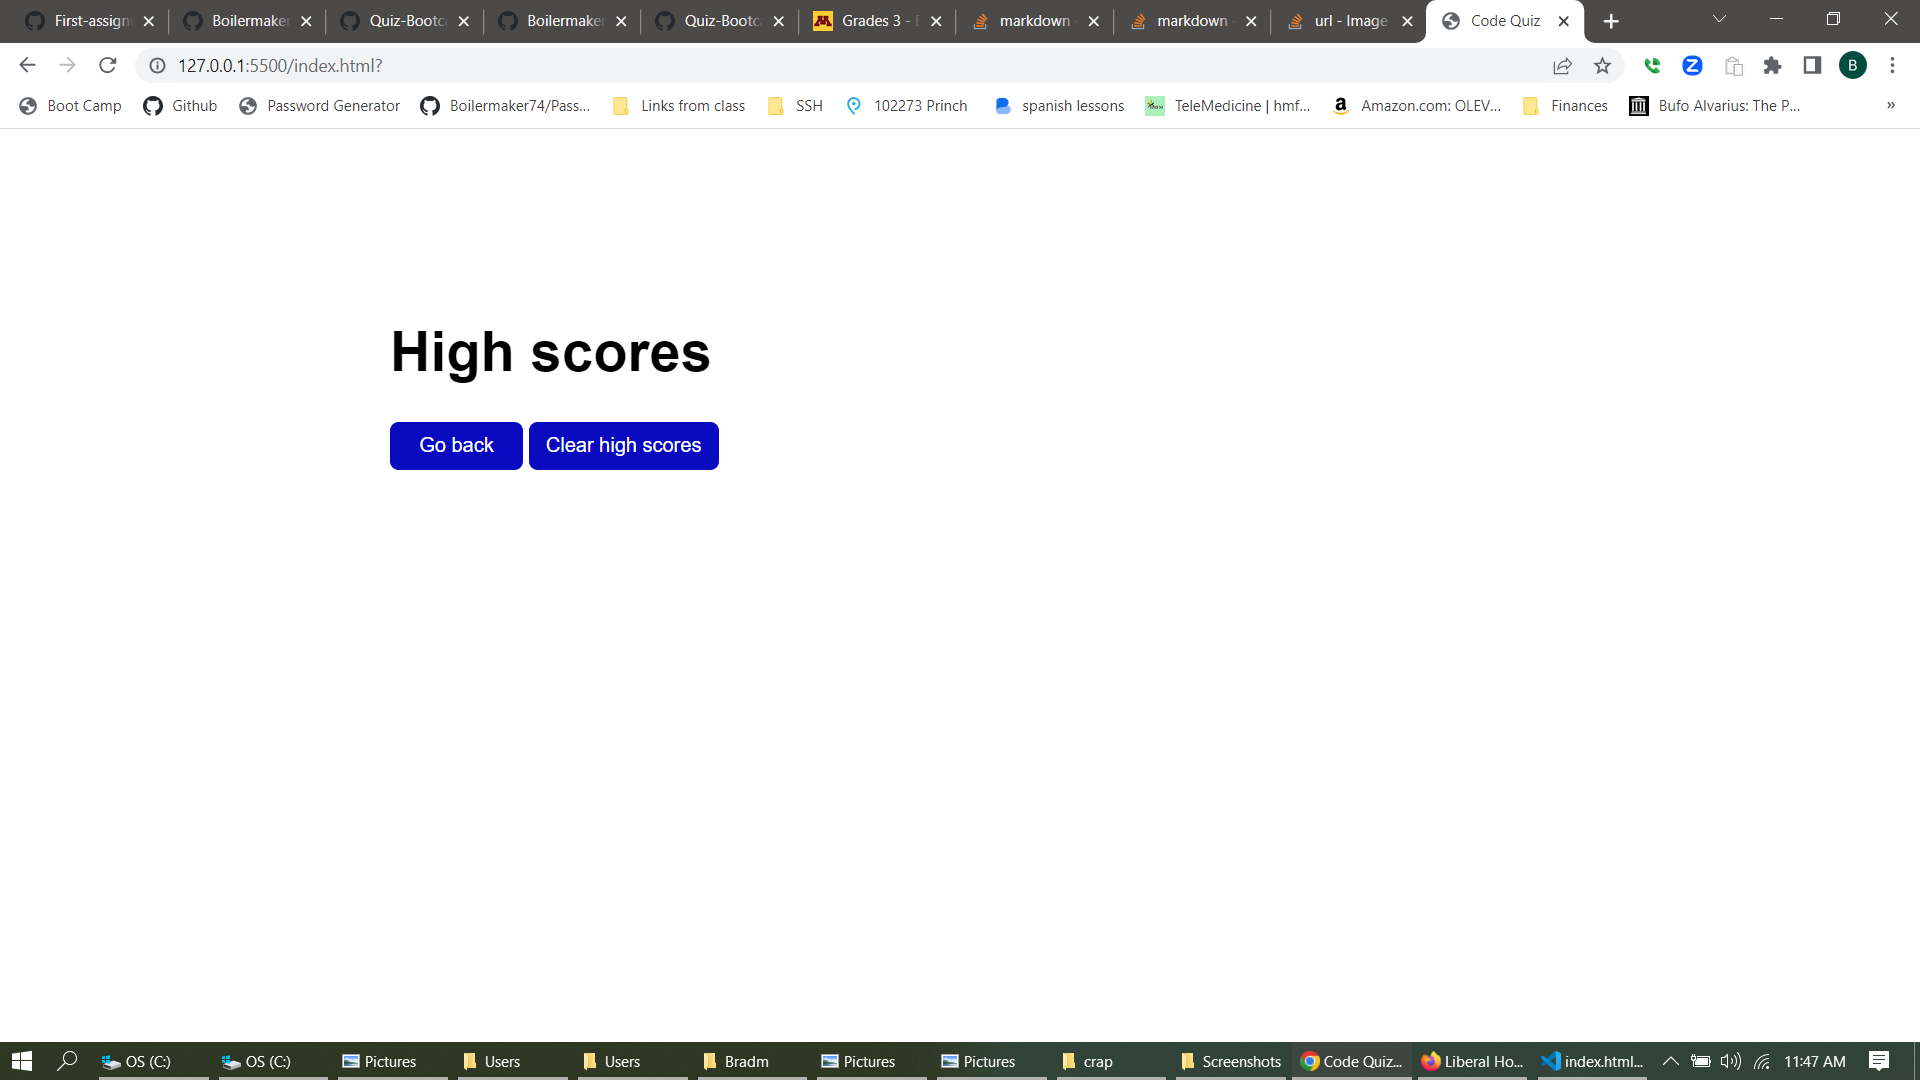 First-assign
Boilermaker
Quiz-Bootc
Boilermaker
Quiz-Bootc
Grades 3 -
markdown
markdown -
url - Image
Code Quiz
127.0.0.1:5500/index.html?
B
Boot Camp
Github
Password Generator
Boilermaker74/Pass...
Links from class
SSH
102273 Princh
spanish lessons
TeleMedicine | hmf...
Amazon.com: OLEV...
Finances
Bufo Alvarius: The P...
»
High scores
Go back
Clear high scores
OS (C:)
OS (C:)
Pictures
Users
Users
Bradm
Pictures
Pictures
crap
Screenshots
Code Quiz...
Liberal Ho...
index.html...
11:47 AM